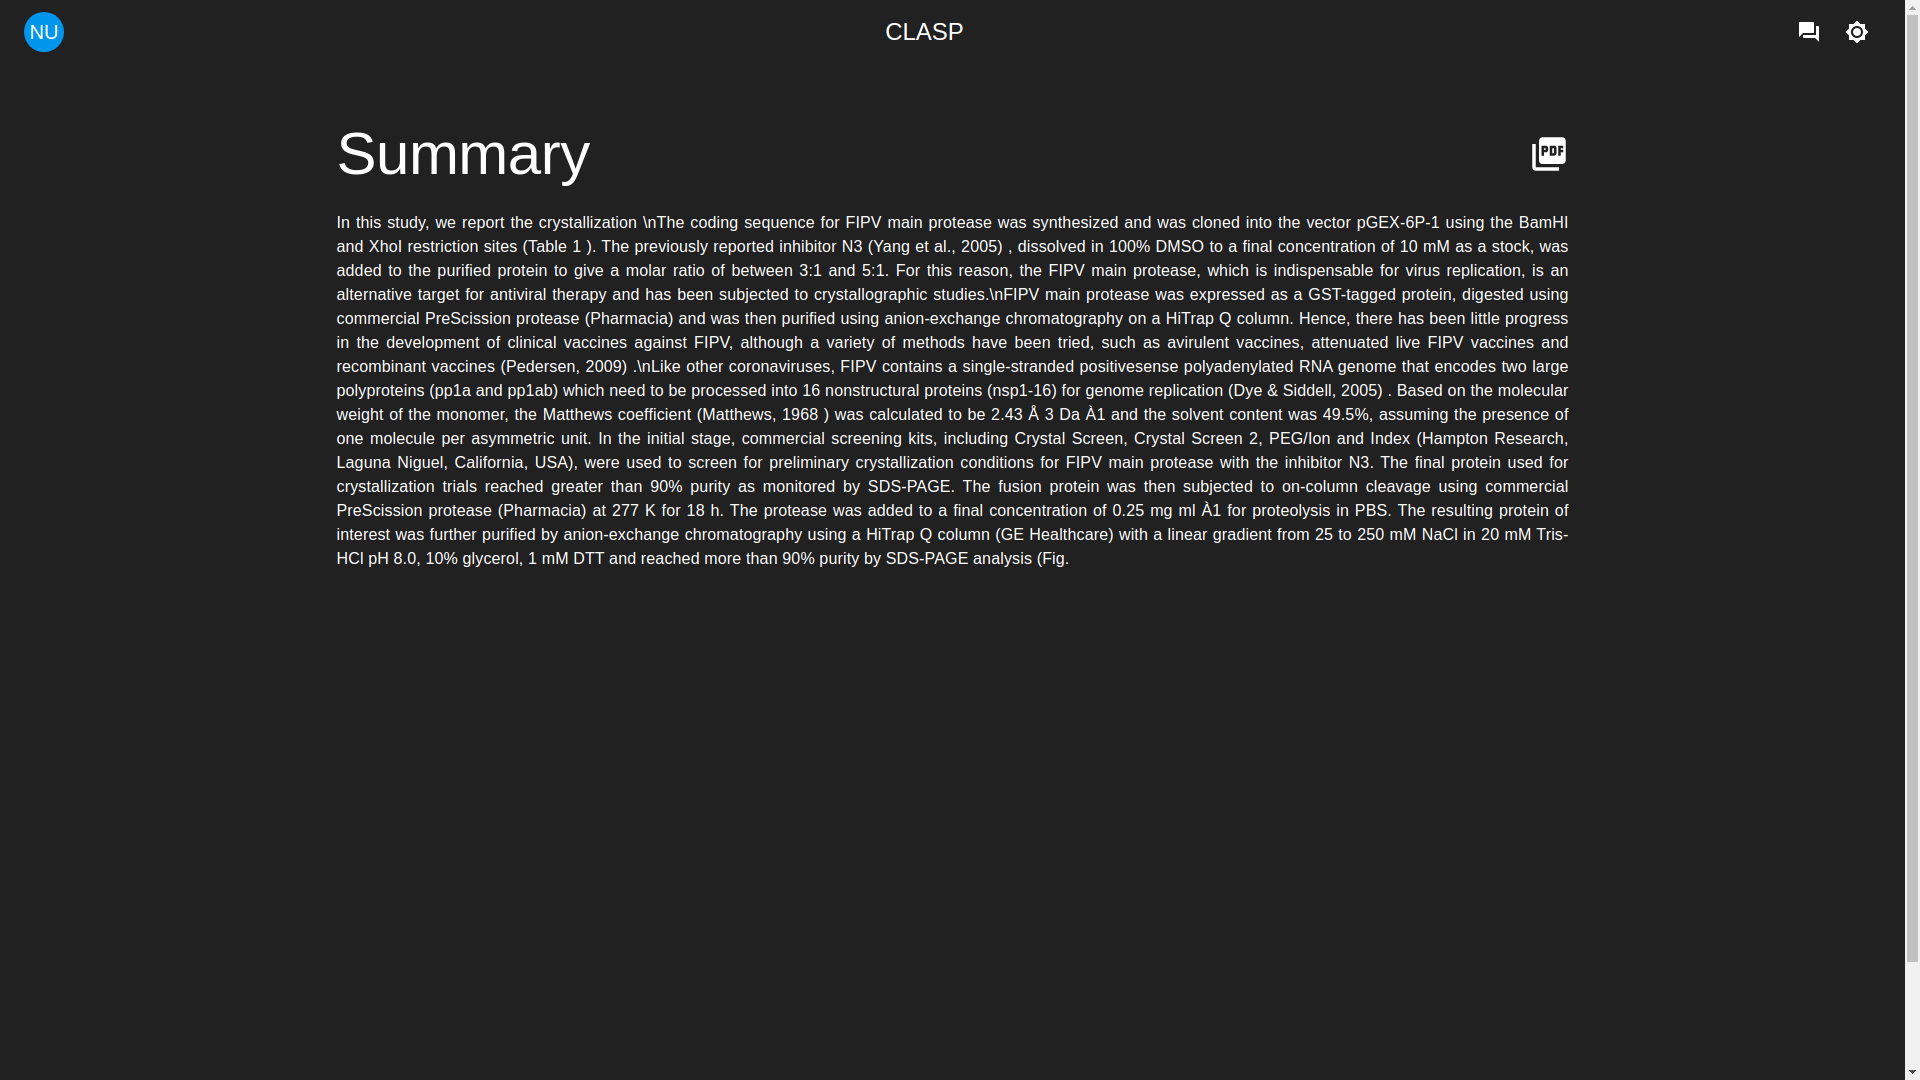 NU
CLASP
Summary
PDF
In this study, we report the crystallization \nThe coding sequence for FIPV main protease was synthesized and was cloned into the vector pGEX-6P-1 using the BamHI
and XhoI restriction sites (Table 1 ). The previously reported inhibitor N3 (Yang et al., 2005) , dissolved in 100% DMSO to a final concentration of 10 mM as a stock, was
added to the purified protein to give a molar ratio of between 3:1 and 5:1. For this reason, the FIPV main protease, which is indispensable for virus replication, is an
alternative target for antiviral therapy and has been subjected to crystallographic studies.\nFIPV main protease was expressed as a GST-tagged protein, digested using
commercial PreScission protease (Pharmacia) and was then purified using anion-exchange chromatography on a HiTrap Q column. Hence, there has been little progress
in the development of clinical vaccines against FIPV, although a variety of methods have been tried, such as avirulent vaccines, attenuated live FIPV vaccines and
recombinant vaccines (Pedersen, 2009) .\nLike other coronaviruses, FIPV contains a single-stranded positivesense polyadenylated RNA genome that encodes two large
polyproteins (pp1a and pp1ab) which need to be processed into 16 nonstructural proteins (nsp1-16) for genome replication (Dye & Siddell, 2005) . Based on the molecular
weight of the monomer, the Matthews coefficient (Matthews, 1968 ) was calculated to be 2.43 Å 3 Da À1 and the solvent content was 49.5%, assuming the presence of
one molecule per asymmetric unit. In the initial stage, commercial screening kits, including Crystal Screen, Crystal Screen 2, PEG/Ion and Index (Hampton Research,
Laguna Niguel, California, USA), were used to screen for preliminary crystallization conditions for FIPV main protease with the inhibitor N3. The final protein used for
crystallization trials reached greater than 90% purity as monitored by SDS-PAGE. The fusion protein was then subjected to on-column cleavage using commercial
PreScission protease (Pharmacia) at 277 K for 18 h. The protease was added to a final concentration of 0.25 mg ml À1 for proteolysis in PBS. The resulting protein of
interest was further purified by anion-exchange chromatography using a HiTrap Q column (GE Healthcare) with a linear gradient from 25 to 250 mM NaCl in 20 mM Tris-
HCl pH 8.0, 10% glycerol, 1 mM DTT and reached more than 90% purity by SDS-PAGE analysis (Fig.